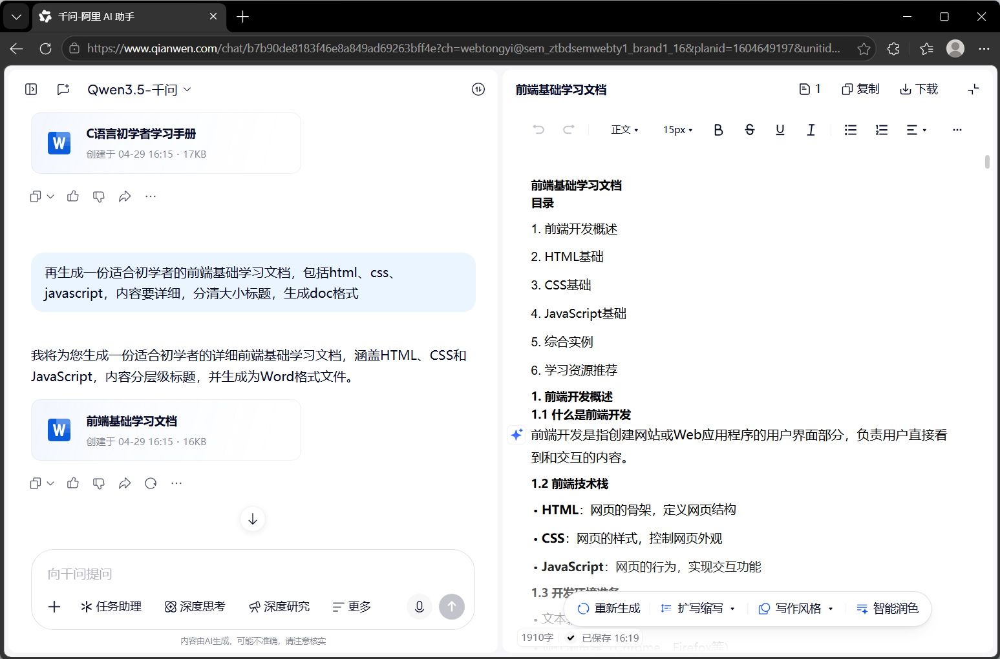 千问-阿里 AI 助手
https://www.qianwen.com/chat/b7b90de8183f46e8a849ad69263bff4e?ch=webtongyi@sem_ztbdsemwebty1_brand1_16&planid=1604649197&unitid...
Qwen3.5-千问
C语言初学者学习手册
创建于 04-29 16:15 · 17KB
再生成一份适合初学者的前端基础学习文档，包括html、css、
javascript，内容要详细，分清大小标题，生成doc格式
我将为您生成一份适合初学者的详细前端基础学习文档，涵盖HTML、CSS和
JavaScript，内容分层级标题，并生成为Word格式文件。
W
前端基础学习文档
创建于 04-29 16:15 · 16KB
向千问提问
任务助理 深度思考 深度研究 更多
内容由AI生成，可能不准确，请注意核实
前端基础学习文档
1 复制 下载
正文 15px B S U I
前端基础学习文档
目录
1. 前端开发概述
2. HTML基础
3. CSS基础
4. JavaScript基础
5. 综合实例
6. 学习资源推荐
1. 前端开发概述
1.1 什么是前端开发
前端开发是指创建网站或Web应用程序的用户界面部分，负责用户直接看
到和交互的内容。
1.2 前端技术栈
• HTML：网页的骨架，定义网页结构
• CSS：网页的样式，控制网页外观
• JavaScript：网页的行为，实现交互功能
1.3 开发环境准备
• 文本
重新生成 扩写缩写 写作风格 智能润色
1910字 已保存 16:19
Firefox等）